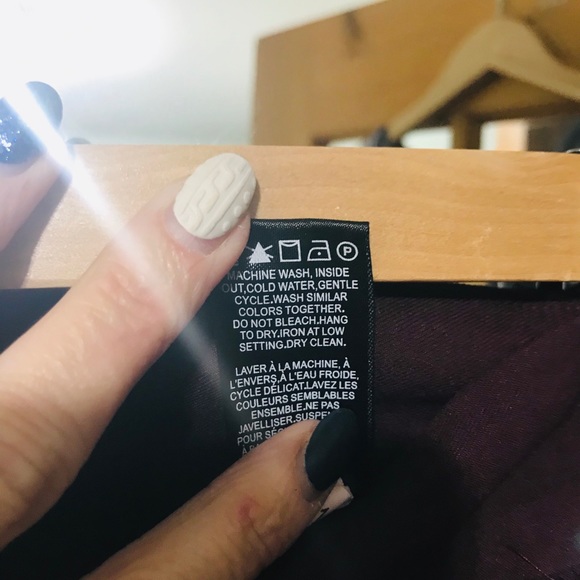 P
MACHINE WASH, INSIDE
OUT,COLD WATER,GENTLE
CYCLE.WASH SIMILAR
COLORS TOGETHER.
DO NOT BLEACH.HANG
TO DRY.IRON AT LOW
SETTING.DRY CLEAN.
LAVER À LA MACHINE, À
L'ENVERS,À L'EAU FROIDE,
CYCLE DÉLICAT.LAVEZ LES
COULEURS SEMBLABLES
ENSEMBLE.NE PAS
JAVELLISER.
POUR